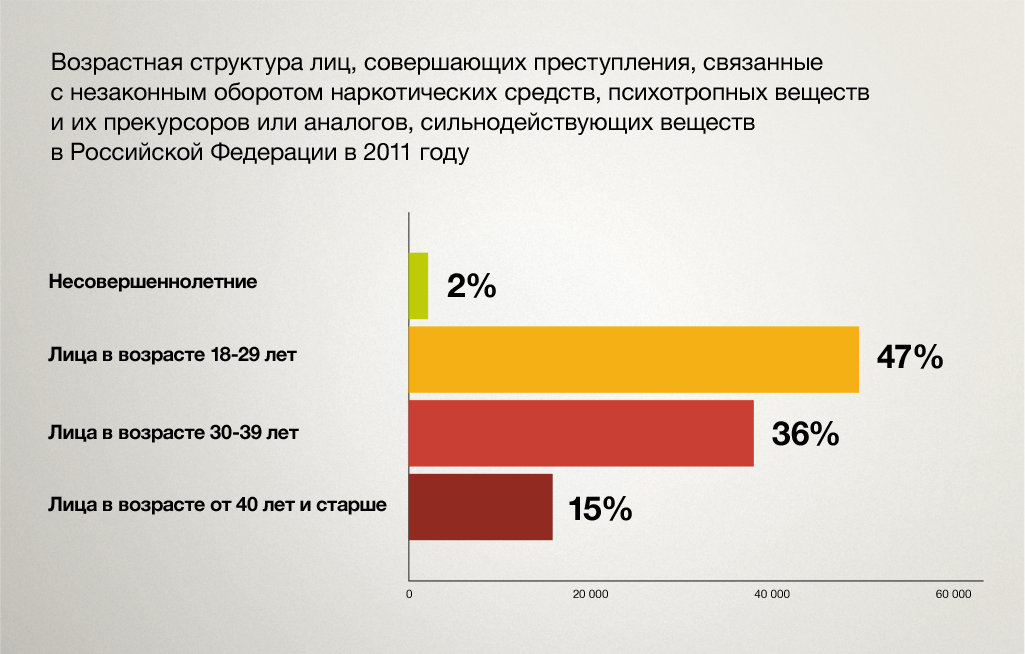 Возрастная структура лиц, совершающих преступления, связанные
с незаконным оборотом наркотических средств, психотропных веществ
и их прекурсоров или аналогов, сильнодействующих веществ
в Российской Федерации в 2011 году
Несовершеннолетние
2%
Лица в возрасте 18-29 лет
47%
Лица в возрасте 30-39 лет
36%
Лица в возрасте от 40 лет и старше
15%
0 20 000 40 000 60 000